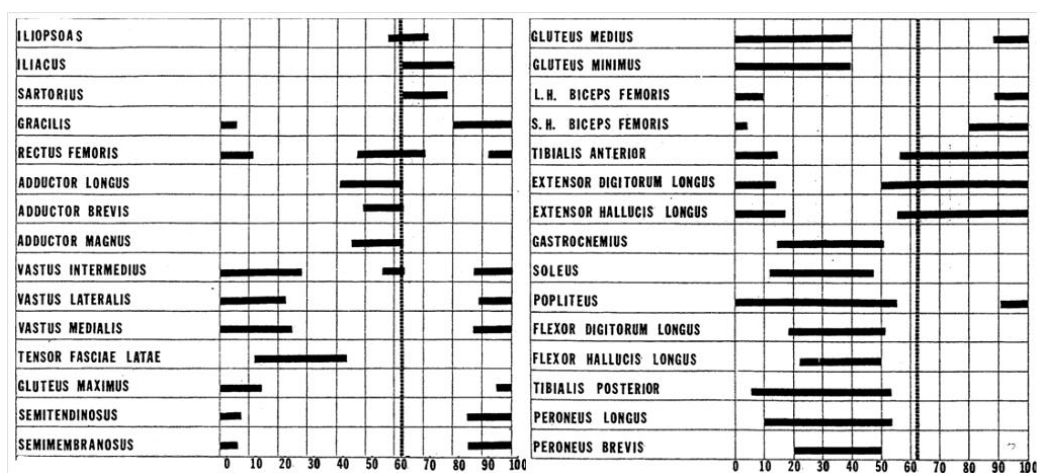 ILIOPSOAS
ILIACUS
SARTORIUS
GRACILIS
RECTUS FEMORIS
ADDUCTOR LONGUS
ADDUCTOR BREVIS
ADDUCTOR MAGNUS
VASTUS INTERMEDIUS
VASTUS LATERALIS
VASTUS MEDIALIS
TENSOR FASCIAE LATAE
GLUTEUS MAXIMUS
SEMITENDINOSUS
SEMIMEMBRANOSUS
0 10 20 30 40 50 60 70 80 90 100
GLUTEUS MEDIUS
GLUTEUS MINIMUS
L.H. BICEPS FEMORIS
S.H. BICEPS FEMORIS
TIBIALIS ANTERIOR
EXTENSOR DIGITORUM LONGUS
EXTENSOR HALLUCIS LONGUS
GASTROCNEMIUS
SOLEUS
POPLITEUS
FLEXOR DIGITORUM LONGUS
FLEXOR HALLUCIS LONGUS
TIBIALIS POSTERIOR
PERONEUS LONGUS
PERONEUS BREVIS
0 10 20 30 40 50 60 70 80 90 100